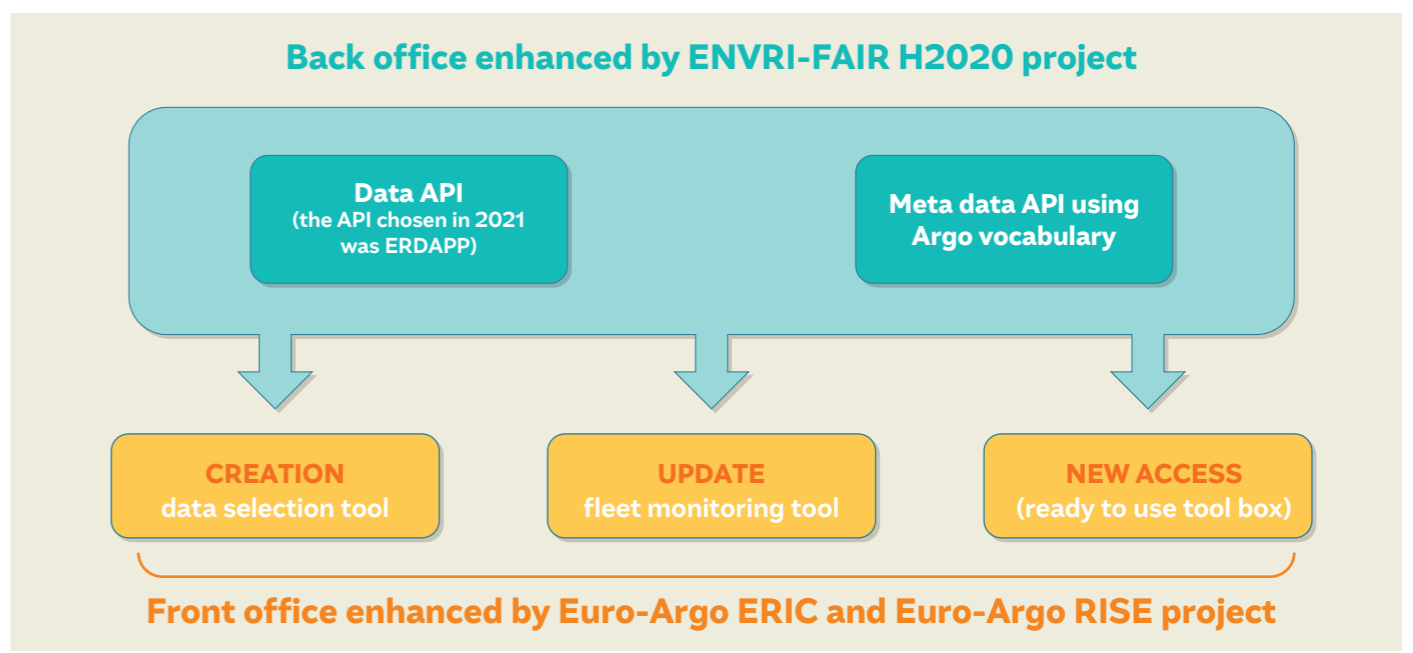 Back office enhanced by ENVRI-FAIR H2020 project
Data API
(the API chosen in 2021
was ERDAPP)
Meta data API using
Argo vocabulary
CREATION
data selection tool
UPDATE
fleet monitoring tool
NEW ACCESS
(ready to use tool box)
Front office enhanced by Euro-Argo ERIC and Euro-Argo RISE project